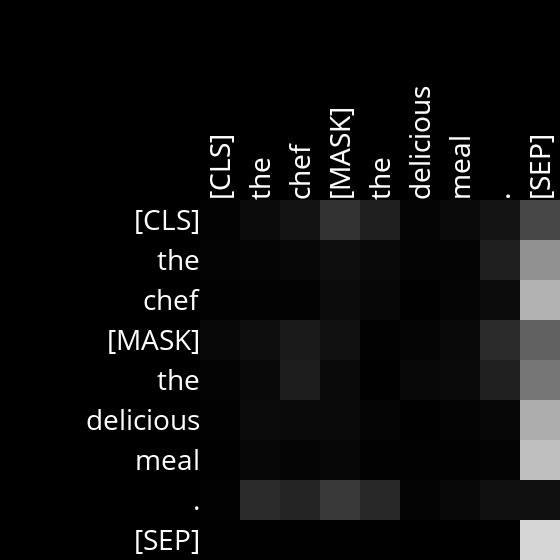 [CLS] the chef [MASK] the delicious meal . [SEP]
[CLS]
the
chef
[MASK]
the
delicious
meal
.
[SEP]